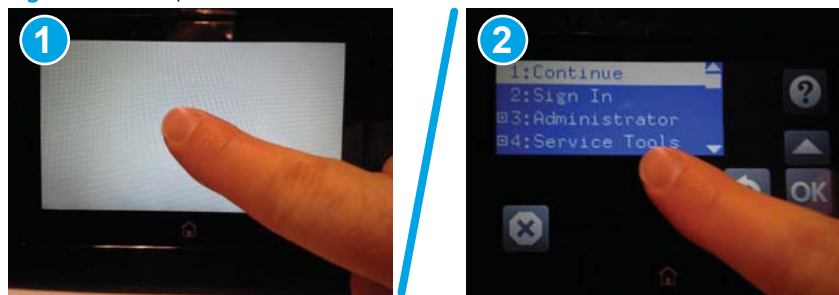 1
2
1:Continue
2:Sign In
3:Administrator
4:Service Tools
?
OK